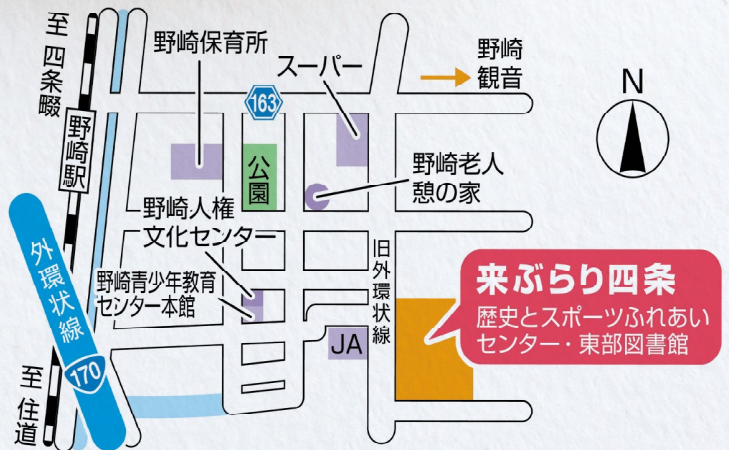 至 四条畷
野崎駅
外環状線
170
至 住道
野崎保育所
スーパー
163
野崎
観音
N
公園
野崎老人
憩の家
野崎人権
文化センター
野崎青少年教育
センター本館
旧外環状線
JA
来ぶらり四条
歴史とスポーツふれあい
センター・東部図書館